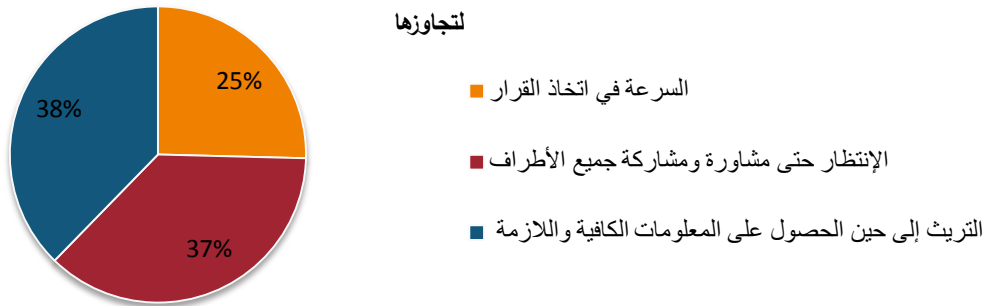 لتجاوزها
25%
38%
37%
السرعة في اتخاذ القرار
الإنتظار حتى مشاورة ومشاركة جميع الأطراف
التريث إلى حين الحصول على المعلومات الكافية واللازمة